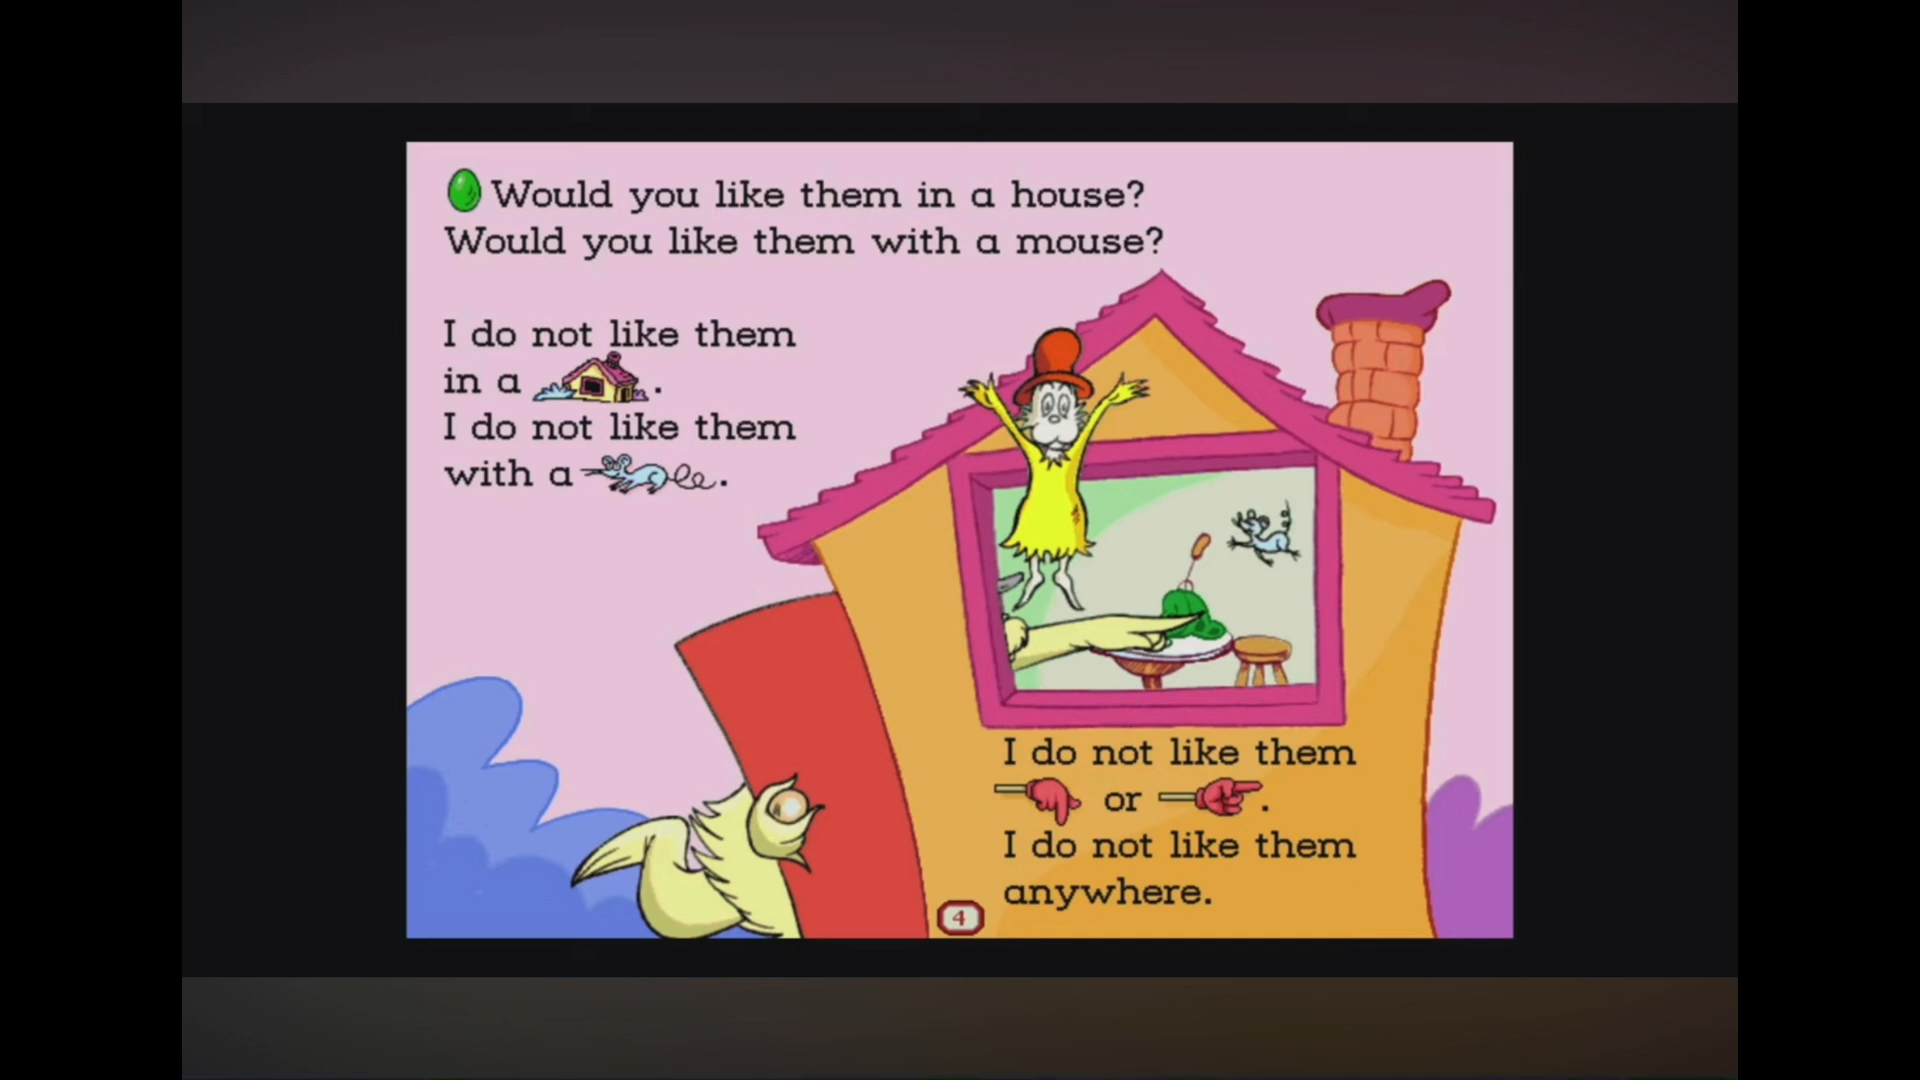 Would you like them in a house?
Would you like them with a mouse?
I do not like them
in a .
I do not like them
with a .
I do not like them
or .
I do not like them
anywhere.
4